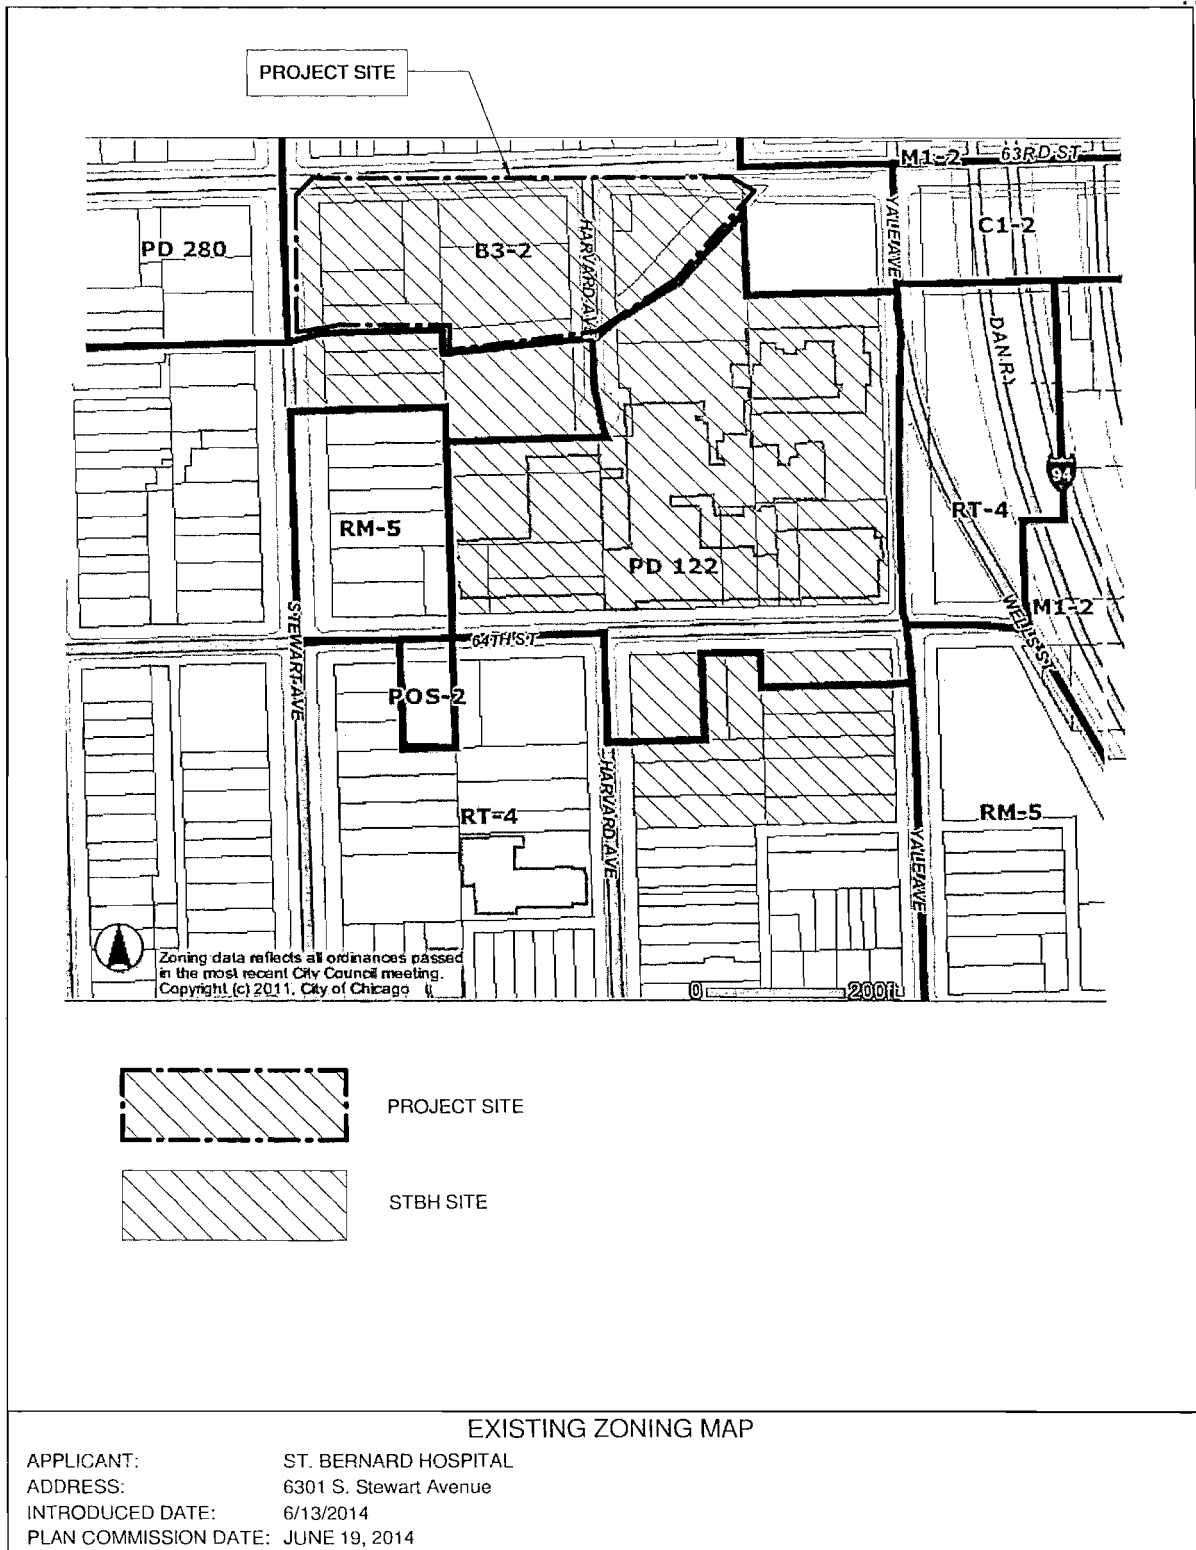 PROJECT SITE
M1-2
63RD ST
PD 280
B3-2
HARVARD AVE
YALE AVE
C1-2
DAN R
94
RM-5
RT-4
PD 122
M1-2
WELLS ST
STEWART AVE
64TH ST
POS-2
RT-4
HARVARD AVE
YALE AVE
RM-5
Zoning data reflects all ordinances passed
in the most recent City Council meeting.
Copyright (c) 2011, City of Chicago
0 200ft.
PROJECT SITE
STBH SITE
EXISTING ZONING MAP
APPLICANT: ST. BERNARD HOSPITAL
ADDRESS: 6301 S. Stewart Avenue
INTRODUCED DATE: 6/13/2014
PLAN COMMISSION DATE: JUNE 19, 2014